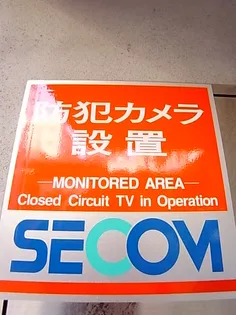 防犯カメラ
設置
MONITORED AREA
Closed Circuit TV in Operation
SECOM